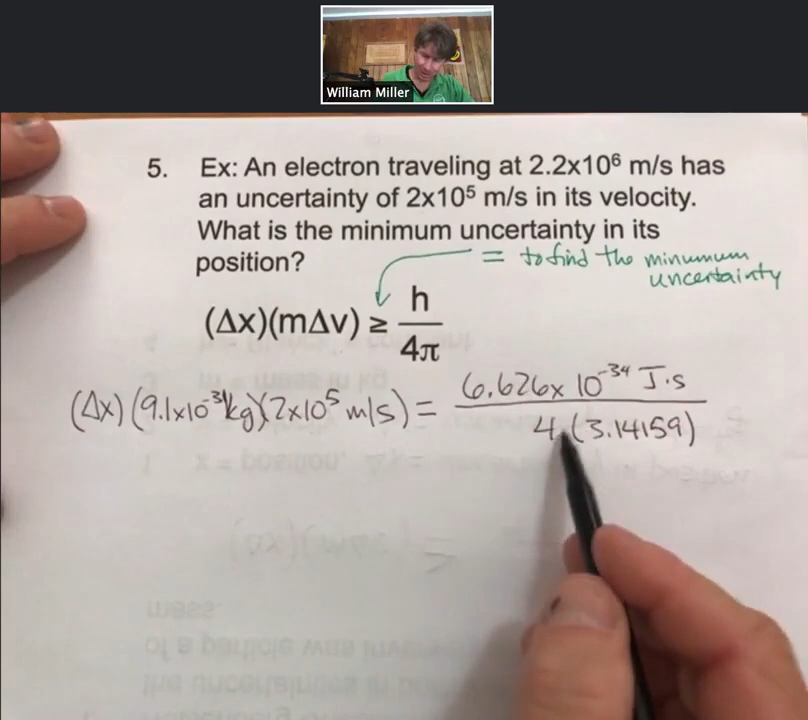 William Miller
5. Ex: An electron traveling at 2.2x10⁶ m/s has
an uncertainty of 2x10⁵ m/s in its velocity.
What is the minimum uncertainty in its
position?
= to find the minumum
uncertainty
(Δx)(mΔv) ≥ h/4π
(Δx)(9.1x10⁻³¹kg)(2x10⁵ m/s) = 6.626x10⁻³⁴ J·s
4(3.14159)